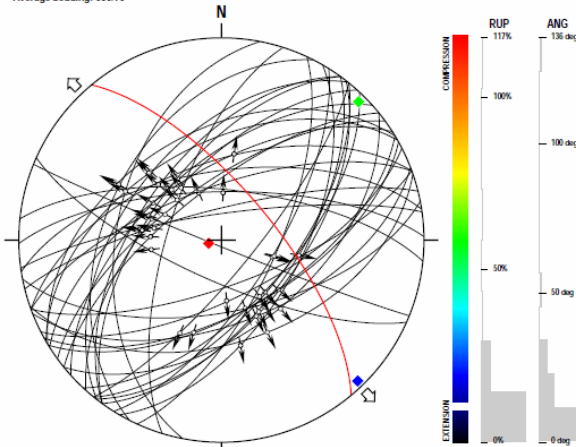 N
RUP
ANG
COMPRESSION
EXTENSION
117%
100%
50%
0%
136 deg
100 deg
50 deg
0 deg